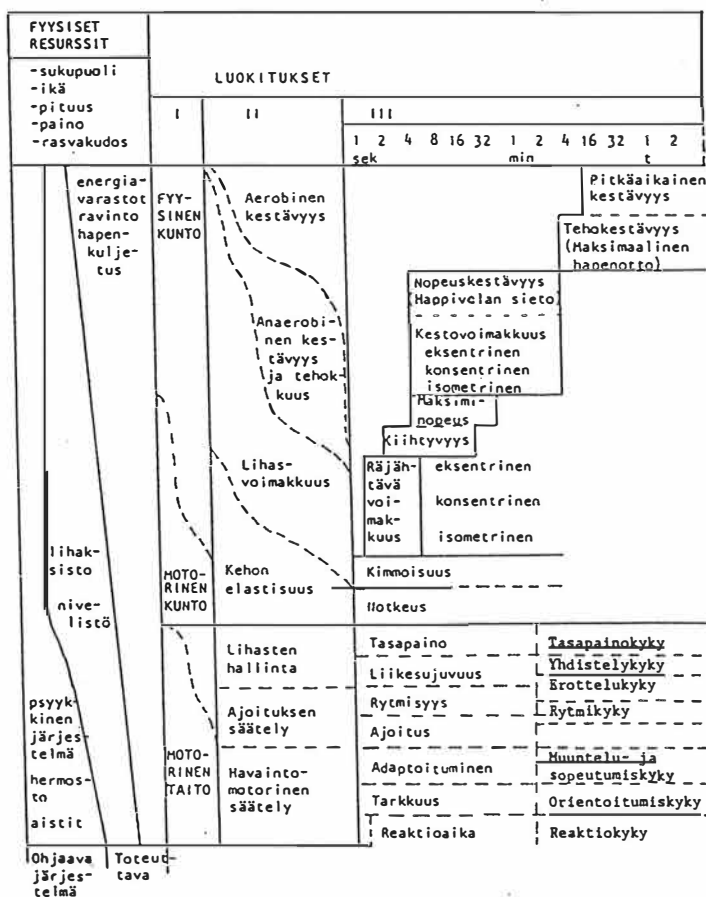 FYYSISET
RESURSSIT
-sukupuoli
-ikä
-pituus
-paino
-rasvakudos
LUOKITUKSET
I
II
III
1 2 4 8 16 32 1 2 4 16 32 1 2
sek min t
energia-
varastot
ravinto
hapen-
kuljetus
lihak-
sisto
nive-
listö
psyyk-
kinen
järjes-
telmä
hermos-
to
aistit
Ohjaava
järjes-
telmä
Toteut-
tava
FYY-
SINEN
KUNTO
MOTO-
RINEN
KUNTO
MOTO-
RINEN
TAITO
Aerobinen
kestävyys
Anaerobi-
nen kes-
tävyys
ja tehok-
kuus
Lihas-
voimakkuus
Kehon
elastisuus
Lihasten
hallinta
Ajoituksen
säätely
Havainto-
motorinen
säätely
Pitkäaikainen
kestävyys
Tehokestävyys
(Maksimaalinen
hapenotto)
Nopeuskestävyys
(Happivelan sieto)
Kestovoimakkuus
eksentrinen
konsentrinen
isometrinen
Maksimi-
nopeus
Kiihtyvyys
Räjäh-
tävä
voi-
mak-
kuus
eksentrinen
konsentrinen
isometrinen
Kimmoisuus
Notkeus
Tasapaino
Liikesujuvuus
Rytmisyys
Ajoitus
Adaptoituminen
Tarkkuus
Reaktioaika
Tasapainokyky
Yhdistelykyky
Erottelukyky
Rytmikyky
Muuntelu- ja
sopeutumiskyky
Orientoitumiskyky
Reaktiokyky